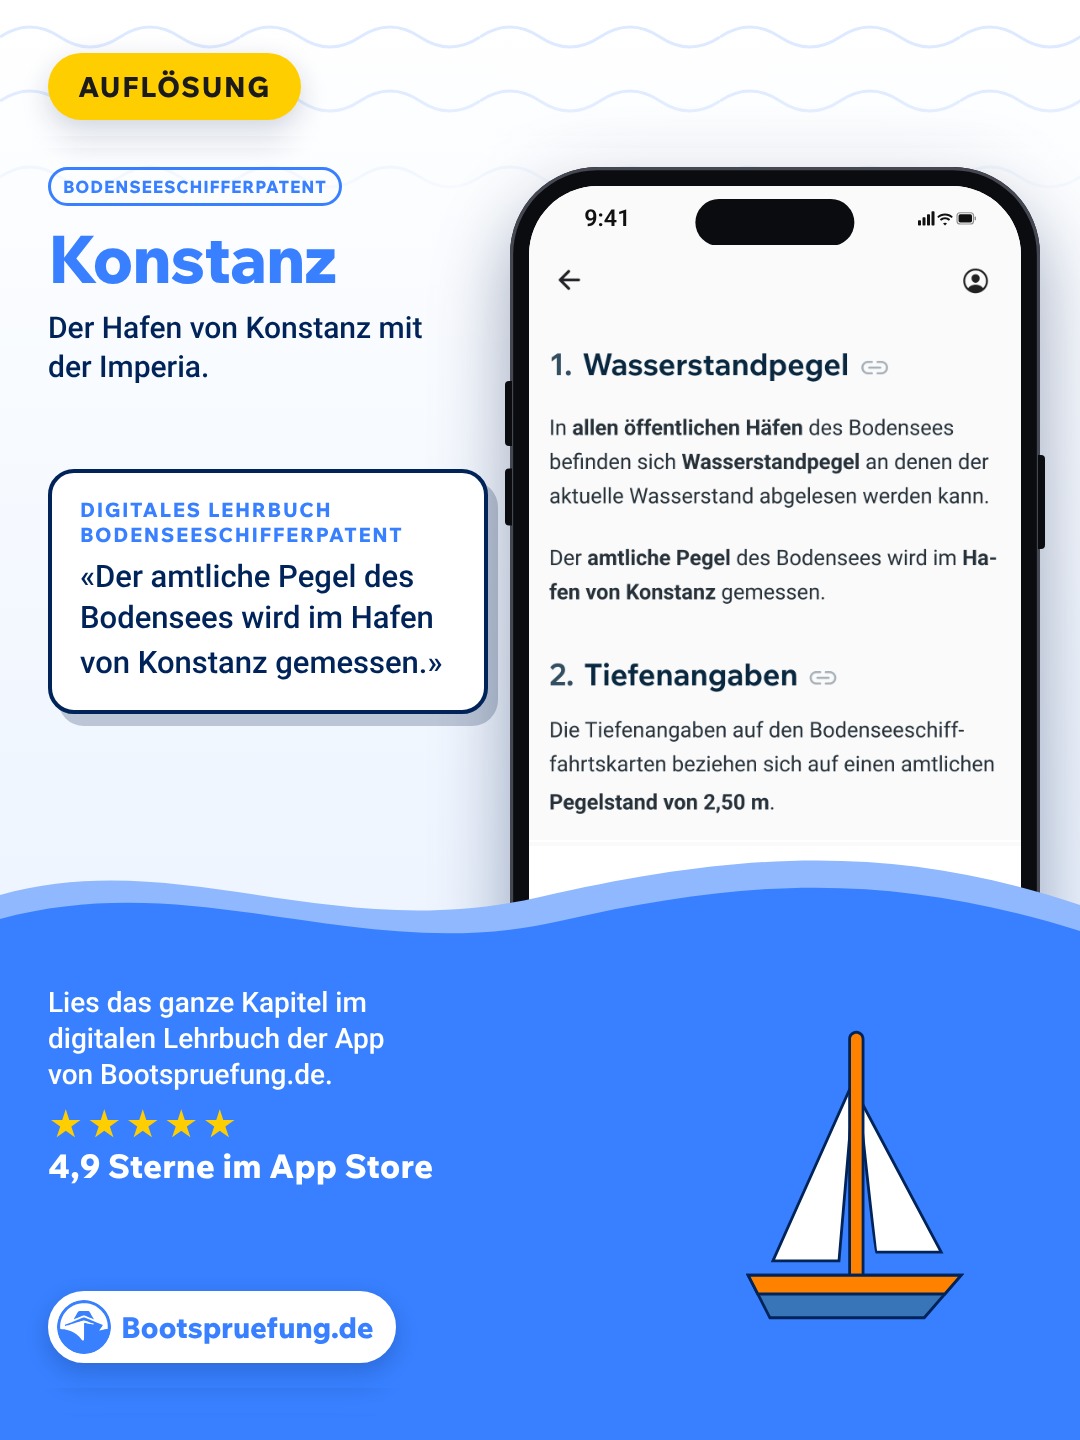 AUFLÖSUNG
BODENSEESCHIFFERPATENT
Konstanz
Der Hafen von Konstanz mit
der Imperia.
DIGITALES LEHRBUCH
BODENSEESCHIFFERPATENT
«Der amtliche Pegel des
Bodensees wird im Hafen
von Konstanz gemessen.»
9:41
1. Wasserstandpegel
In allen öffentlichen Häfen des Bodensees
befinden sich Wasserstandpegel an denen der
aktuelle Wasserstand abgelesen werden kann.
Der amtliche Pegel des Bodensees wird im Ha-
fen von Konstanz gemessen.
2. Tiefenangaben
Die Tiefenangaben auf den Bodenseeschiff-
fahrtskarten beziehen sich auf einen amtlichen
Pegelstand von 2,50 m.
Lies das ganze Kapitel im
digitalen Lehrbuch der App
von Bootspruefung.de.
★★★★★
4,9 Sterne im App Store
Bootspruefung.de